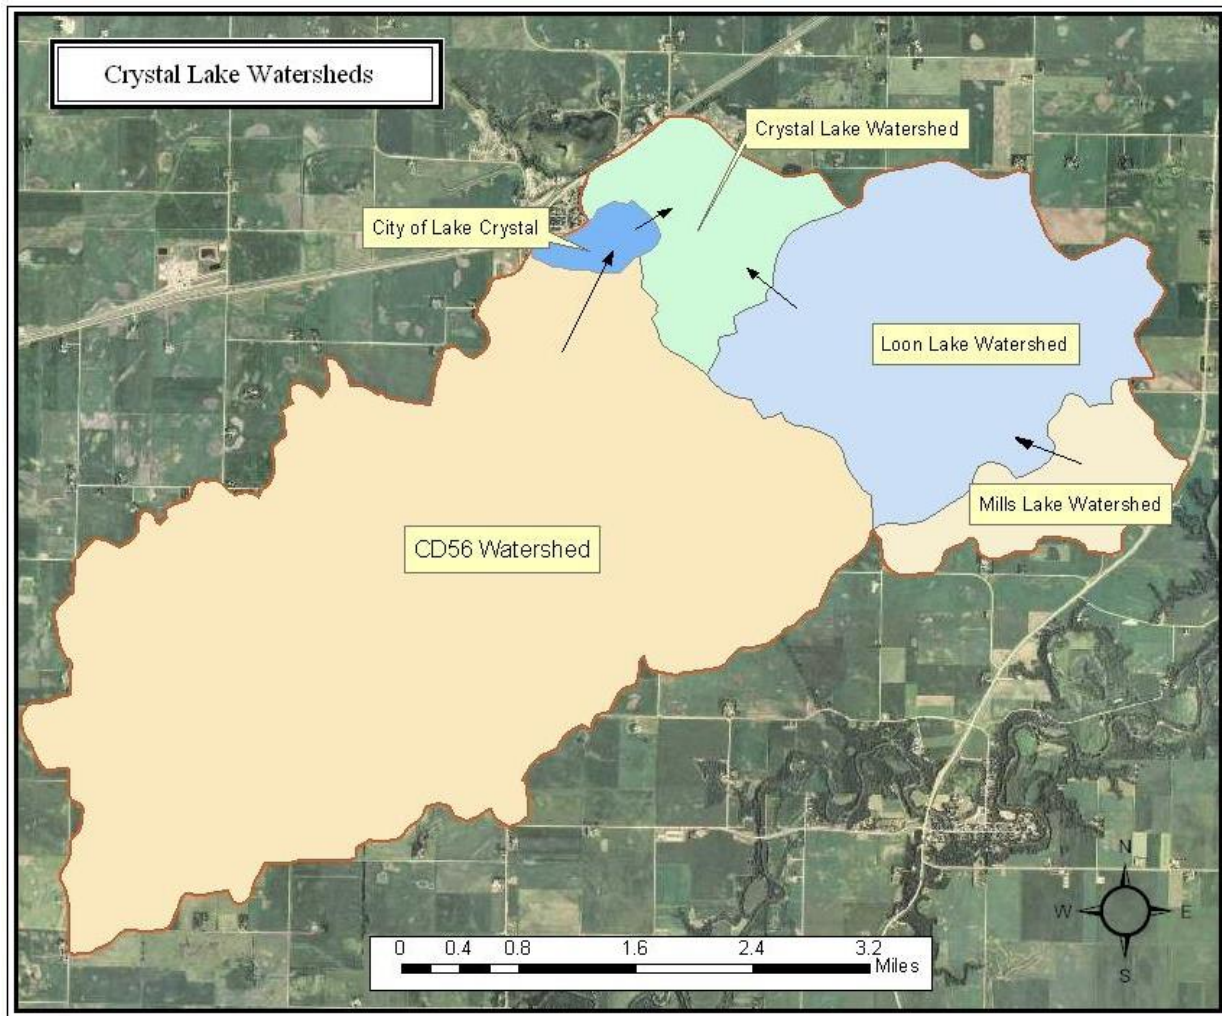 Crystal Lake Watersheds
Crystal Lake Watershed
City of Lake Crystal
Loon Lake Watershed
Mills Lake Watershed
CD56 Watershed
N
W E
S
0 0.4 0.8 1.6 2.4 3.2
Miles